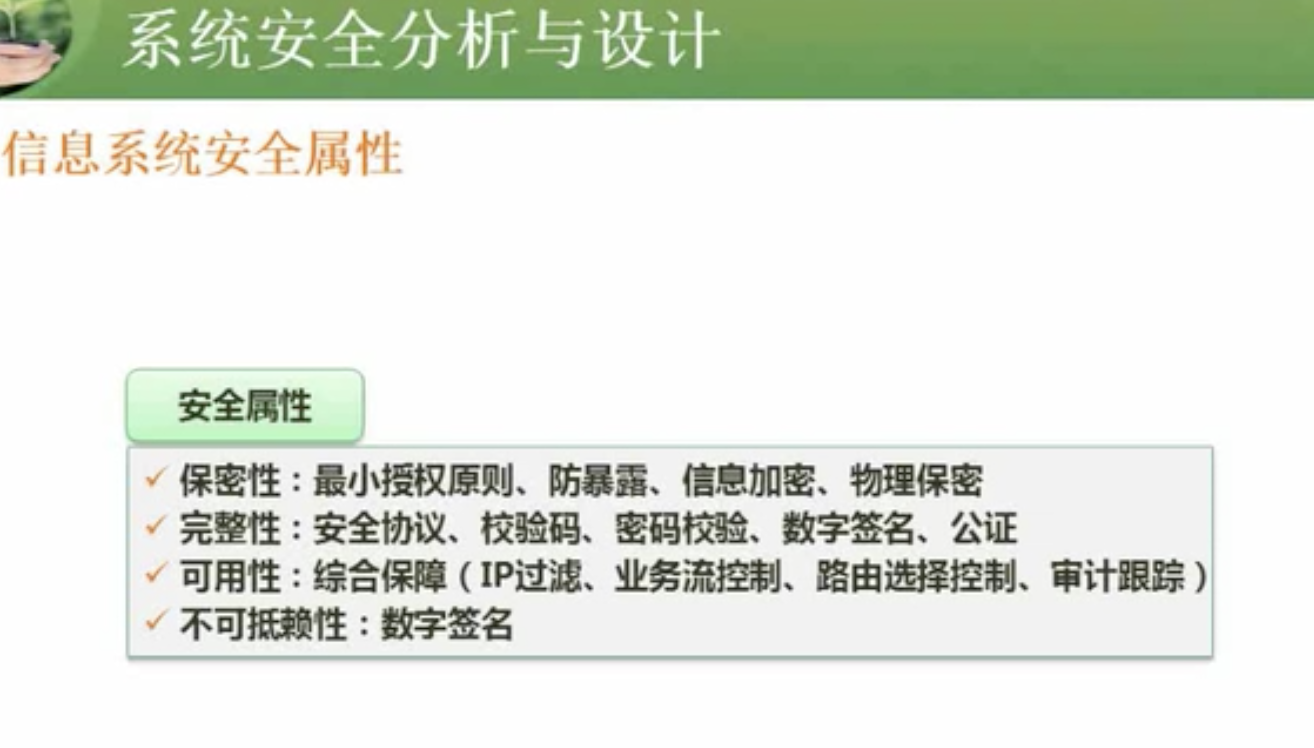 系统安全分析与设计
信息系统安全属性
安全属性
✓ 保密性：最小授权原则、防暴露、信息加密、物理保密
✓ 完整性：安全协议、校验码、密码校验、数字签名、公证
✓ 可用性：综合保障（IP过滤、业务流控制、路由选择控制、审计跟踪）
✓ 不可抵赖性：数字签名